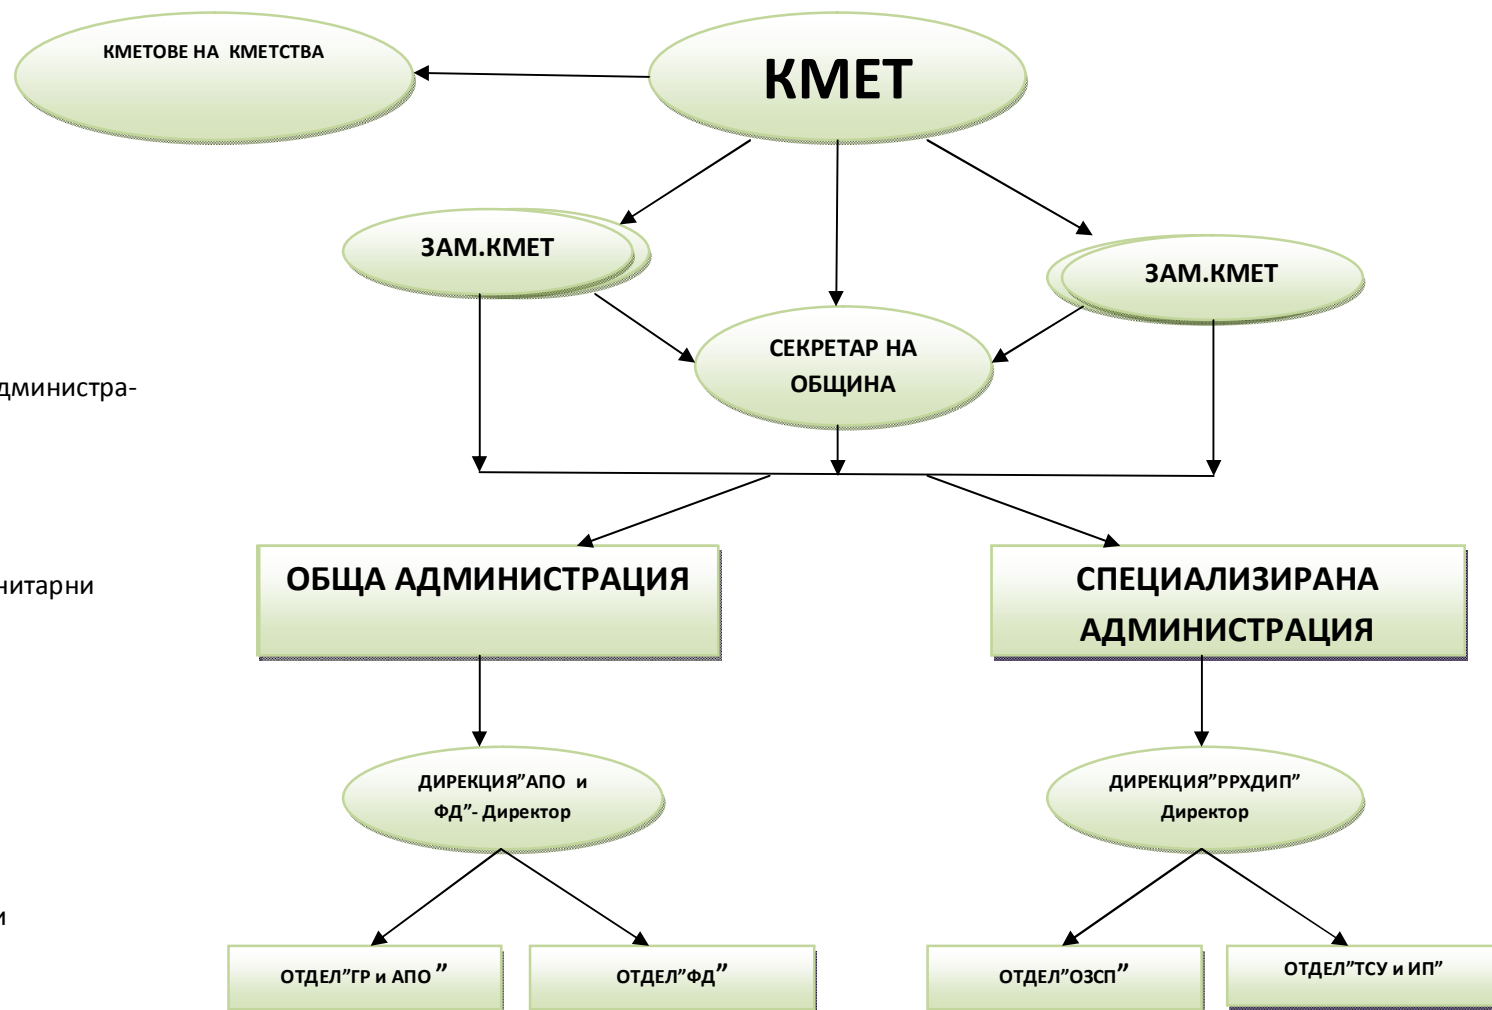 КМЕТОВЕ НА КМЕТСТВА
КМЕТ
ЗАМ.КМЕТ
ЗАМ.КМЕТ
СЕКРЕТАР НА
ОБЩИНА
дминистра-
нитарни
и
ОБЩА АДМИНИСТРАЦИЯ
СПЕЦИАЛИЗИРАНА
АДМИНИСТРАЦИЯ
ДИРЕКЦИЯ”АПО и
ФД”- Директор
ДИРЕКЦИЯ”РРХДИП”
Директор
ОТДЕЛ”ГР и АПО ”
ОТДЕЛ”ФД”
ОТДЕЛ”ОЗСП”
ОТДЕЛ”ТСУ и ИП”